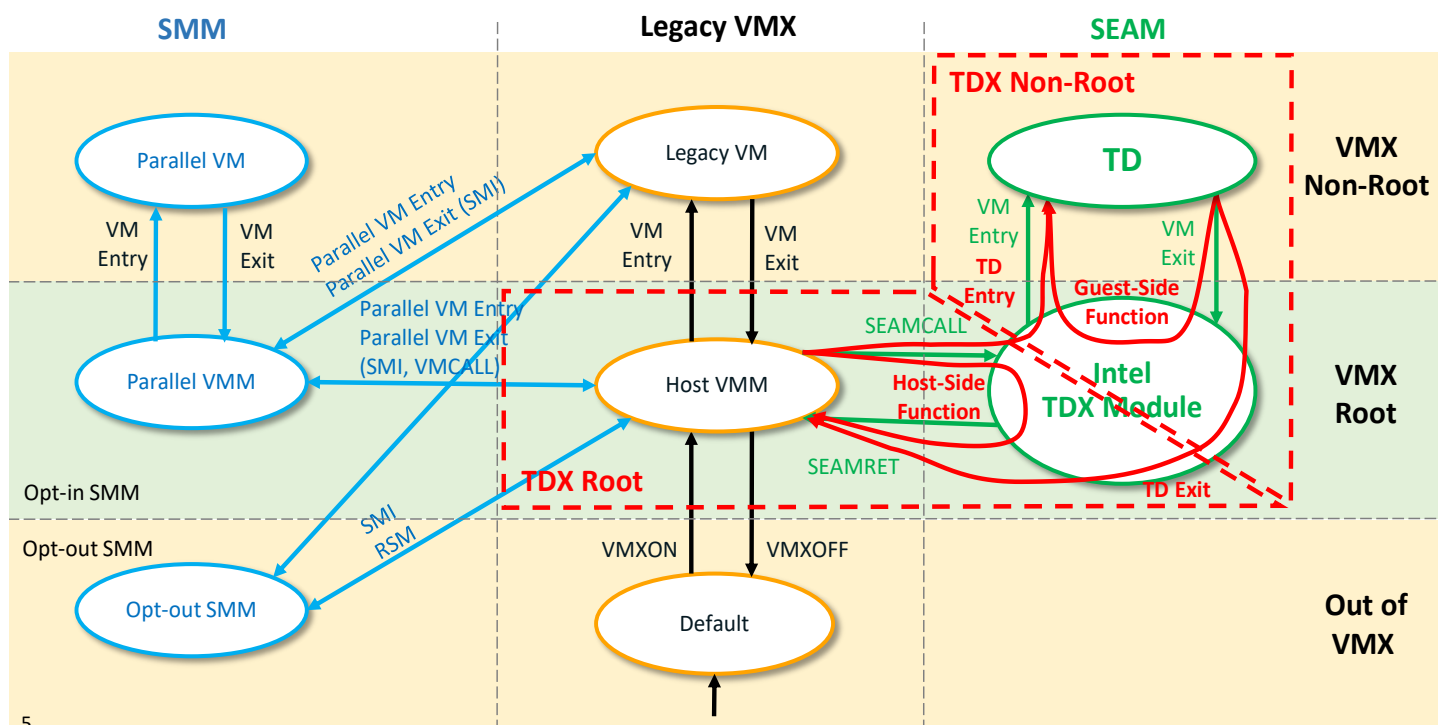 SMM
Legacy VMX
SEAM
TDX Non-Root
Parallel VM
Legacy VM
TD
VMX
Non-Root
VM
Entry
VM
Exit
Parallel VM Entry
Parallel VM Exit (SMI)
VM
Entry
VM
Exit
VM
Entry
TD
Entry
VM
Exit
Guest-Side
Function
Parallel VM Entry
Parallel VM Exit
(SMI, VMCALL)
SEAMCALL
Parallel VMM
Host VMM
Host-Side
Function
Intel
TDX Module
VMX
Root
SEAMRET
TDX Root
TD Exit
Opt-in SMM
Opt-out SMM
SMI
RSM
VMXON
VMXOFF
Opt-out SMM
Default
Out of
VMX
5